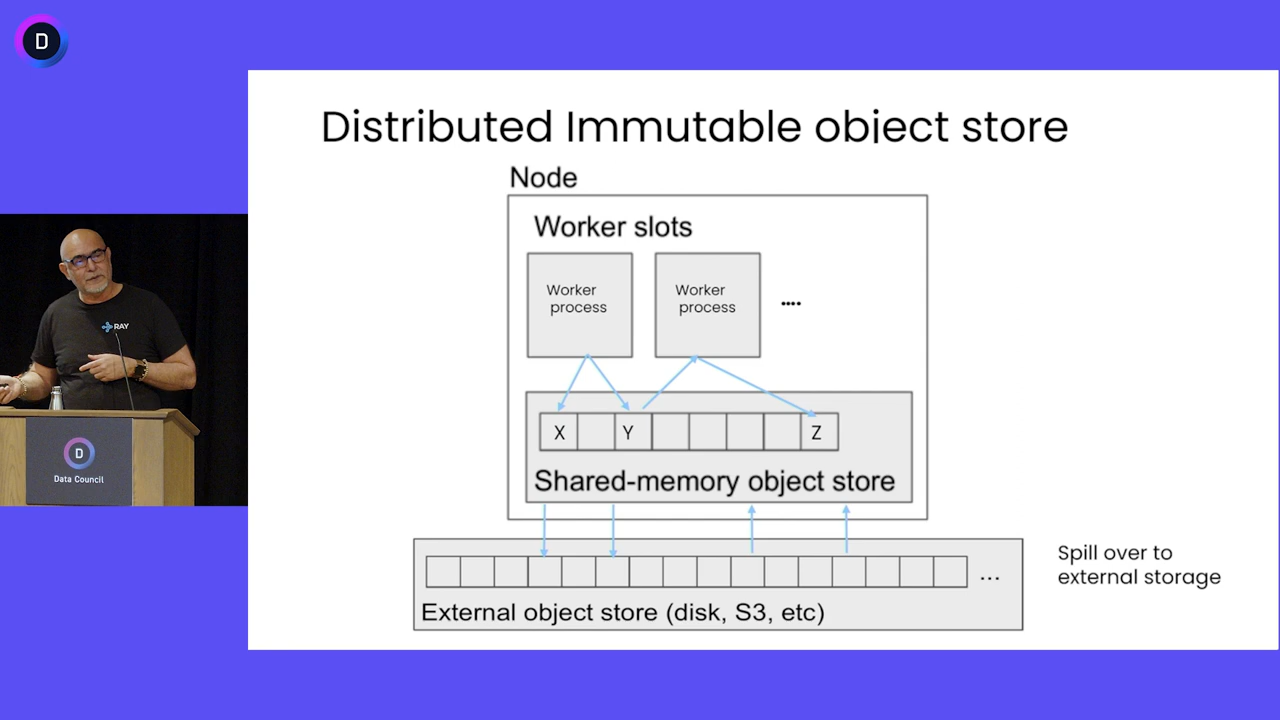 D
Distributed Immutable object store
Node
Worker slots
Worker
process
Worker
process
....
X
Y
Z
Shared-memory object store
Spill over to
external storage
...
External object store (disk, S3, etc)
RAY
D
Data Council